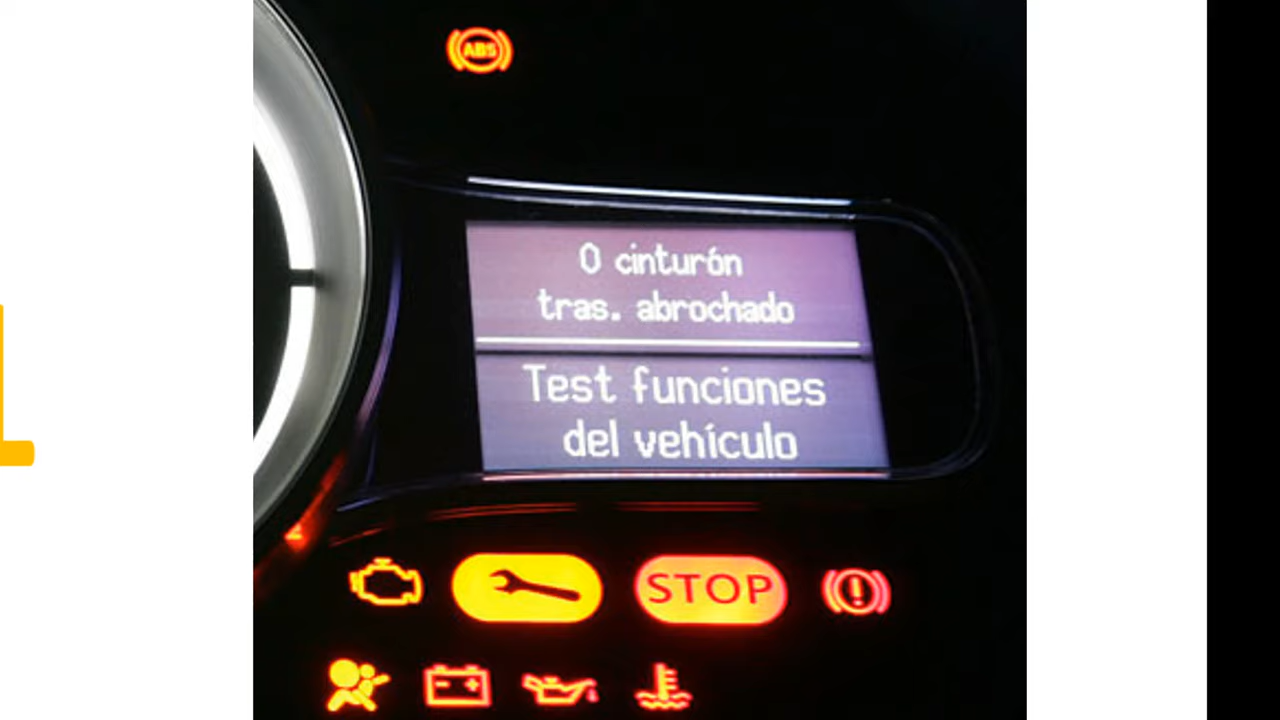 ABS
0 cinturón
tras. abrochado
Test funciones
del vehículo
STOP